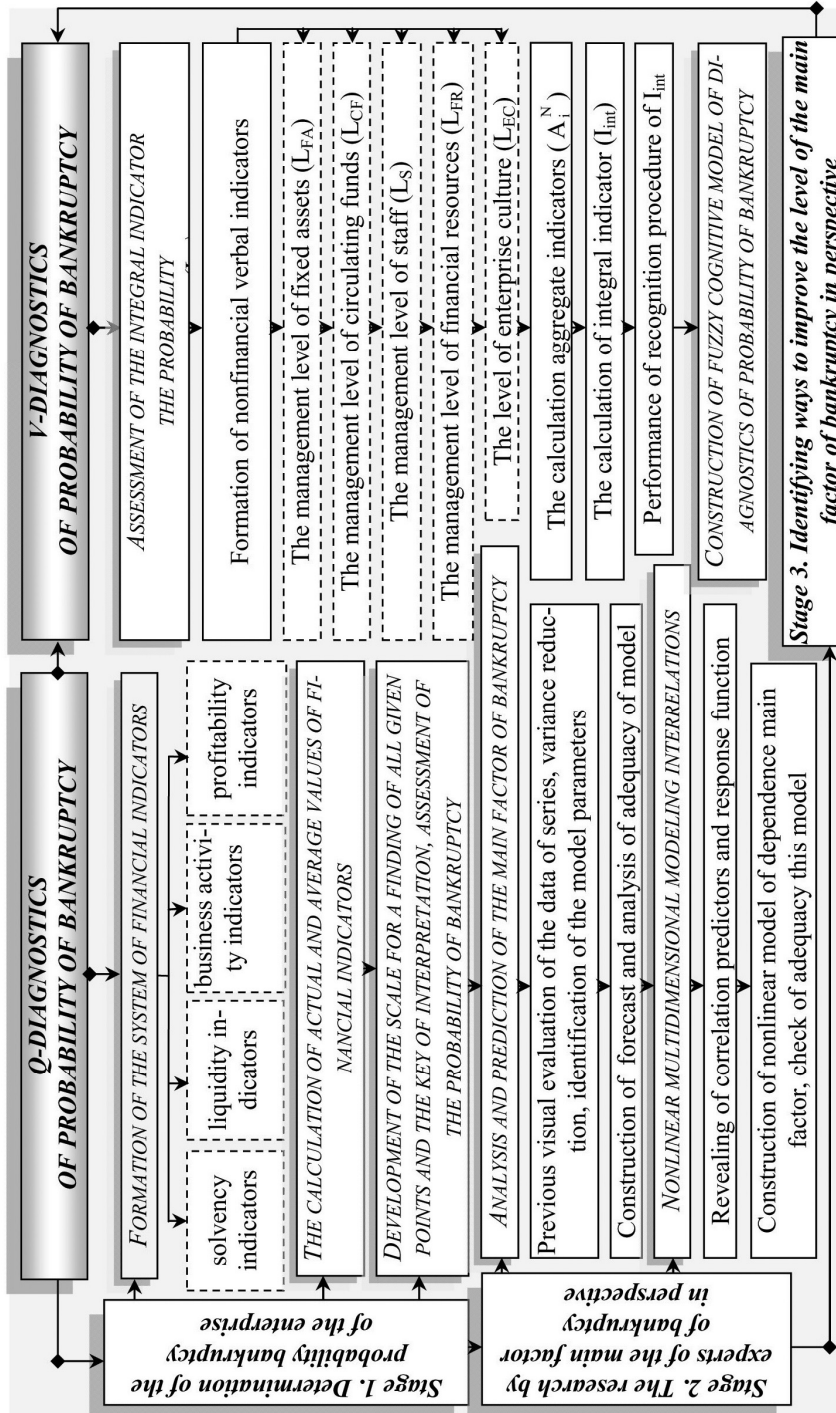 Q-DIAGNOSTICS
OF PROBABILITY OF BANKRUPTCY
V-DIAGNOSTICS
OF PROBABILITY OF BANKRUPTCY
Stage 1. Determination of the
probability bankruptcy
of the enterprise
FORMATION OF THE SYSTEM OF FINANCIAL INDICATORS
solvency
indicators
liquidity in-
dicators
business activi-
ty indicators
profitability
indicators
THE CALCULATION OF ACTUAL AND AVERAGE VALUES OF FI-
NANCIAL INDICATORS
DEVELOPMENT OF THE SCALE FOR A FINDING OF ALL GIVEN
POINTS AND THE KEY OF INTERPRETATION, ASSESSMENT OF
THE PROBABILITY OF BANKRUPTCY
Stage 2. The research by
experts of the main factor
of bankruptcy
in perspective
ANALYSIS AND PREDICTION OF THE MAIN FACTOR OF BANKRUPTCY
Previous visual evaluation of the data of series, variance reduc-
tion, identification of the model parameters
Construction of forecast and analysis of adequacy of model
NONLINEAR MULTIDIMENSIONAL MODELING INTERRELATIONS
Revealing of correlation predictors and response function
Construction of nonlinear model of dependence main
factor, check of adequacy this model
ASSESSMENT OF THE INTEGRAL INDICATOR
THE PROBABILITY
Formation of nonfinancial verbal indicators
The management level of fixed assets (L_FA)
The management level of circulating funds (L_CF)
The management level of staff (L_S)
The management level of financial resources (L_FR)
The level of enterprise culture (L_EC)
The calculation aggregate indicators (A_i^N)
The calculation of integral indicator (I_int)
Performance of recognition procedure of I_int
CONSTRUCTION OF FUZZY COGNITIVE MODEL OF DI-
AGNOSTICS OF PROBABILITY OF BANKRUPTCY
Stage 3. Identifying ways to improve the level of the main
factor of bankruptcy in perspective